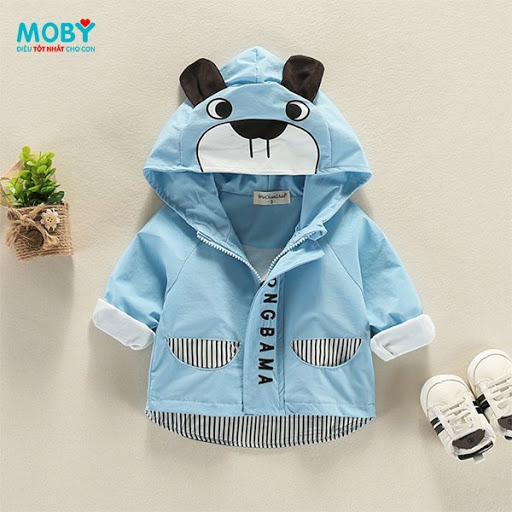 MOBY
ĐIỀU TỐT NHẤT CHO CON
NGBAMA